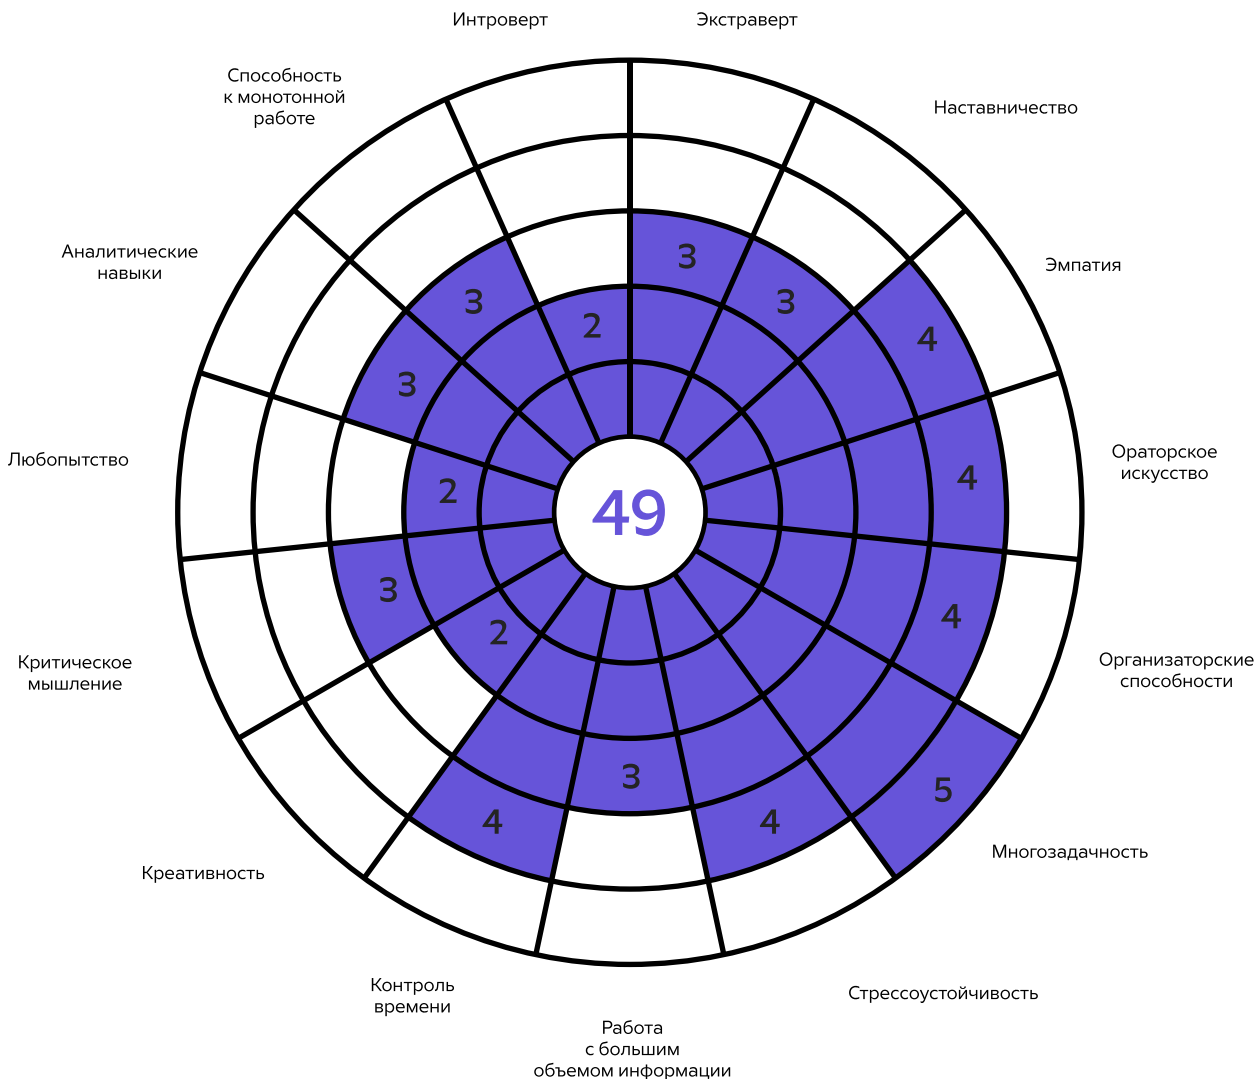 Интроверт
Экстраверт
Способность
к монотонной
работе
Наставничество
Аналитические
навыки
Эмпатия
Любопытство
Ораторское
искусство
Критическое
мышление
Организаторские
способности
Креативность
Многозадачность
Контроль
времени
Стрессоустойчивость
Работа
с большим
объемом информации
3
3
3
2
4
3
4
2
49
3
4
2
3
5
4
4